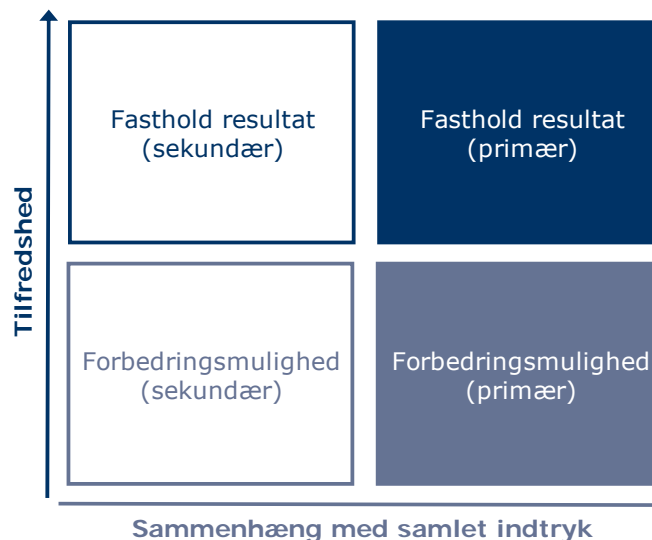 Tilfredshed
Fasthold resultat
(sekundær)
Fasthold resultat
(primær)
Forbedringsmulighed
(sekundær)
Forbedringsmulighed
(primær)
Sammenhæng med samlet indtryk